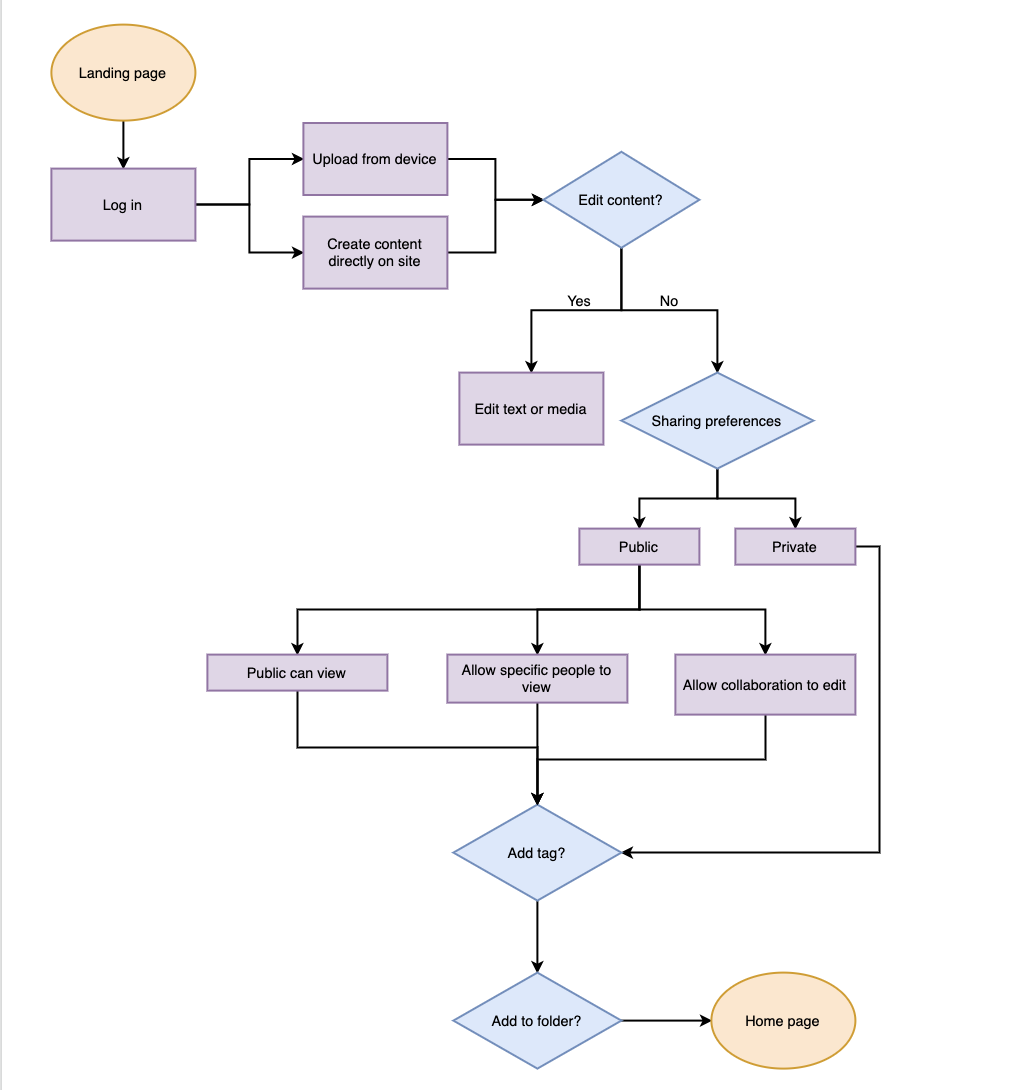 Landing page
Log in
Upload from device
Create content
directly on site
Edit content?
Yes
No
Edit text or media
Sharing preferences
Public
Private
Public can view
Allow specific people to
view
Allow collaboration to edit
Add tag?
Add to folder?
Home page